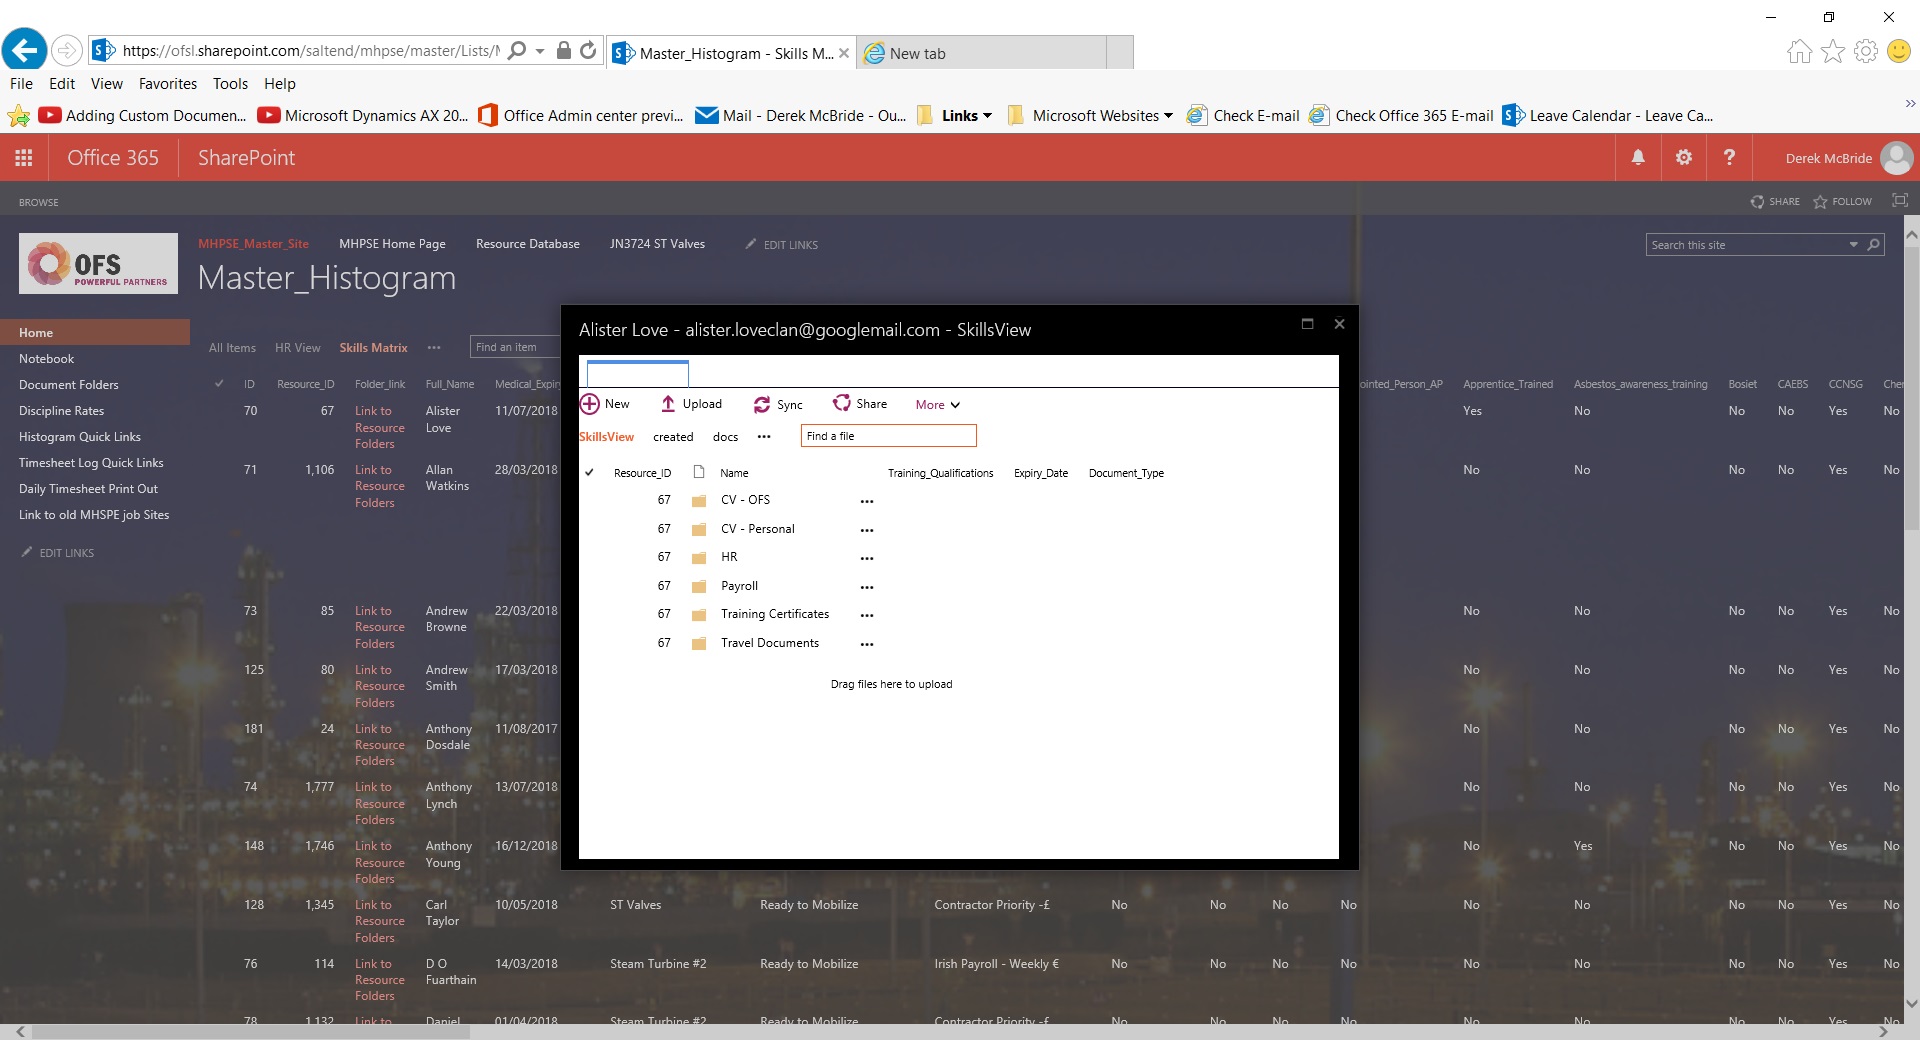 https://ofsl.sharepoint.com/saltend/mhpse/master/Lists/
Master_Histogram - Skills M...
New tab
File Edit View Favorites Tools Help
Adding Custom Documen... Microsoft Dynamics AX 20... Office Admin center previ... Mail - Derek McBride - Ou... Links Microsoft Websites Check E-mail Check Office 365 E-mail Leave Calendar - Leave Ca...
Office 365 SharePoint ? Derek McBride
BROWSE SHARE FOLLOW
OFS
POWERFUL PARTNERS
MHPSE_Master_Site MHPSE Home Page Resource Database JN3724 ST Valves EDIT LINKS Search this site
Master_Histogram
Home
Notebook
Document Folders
Discipline Rates
Histogram Quick Links
Timesheet Log Quick Links
Daily Timesheet Print Out
Link to old MHSPE job Sites
EDIT LINKS
All Items HR View Skills Matrix ... Find an item
ID Resource_ID Folder_link Full_Name Medical_Expiry ointed_Person_AP Apprentice_Trained Asbestos_awareness_training Bosiet CAEBS CCNSG Cher
70 67 Link to Resource Folders Alister Love 11/07/2018 Yes No No No Yes No
71 1,106 Link to Resource Folders Allan Watkins 28/03/2018 No No No No Yes No
73 85 Link to Resource Folders Andrew Browne 22/03/2018 No No No No Yes No
125 80 Link to Resource Folders Andrew Smith 17/03/2018 No No No No Yes No
181 24 Link to Resource Folders Anthony Dosdale 11/08/2017 No No No No Yes No
74 1,777 Link to Resource Folders Anthony Lynch 13/07/2018 No No No No Yes No
148 1,746 Link to Resource Folders Anthony Young 16/12/2018 No Yes No No Yes No
128 1,345 Link to Resource Folders Carl Taylor 10/05/2018 ST Valves Ready to Mobilize Contractor Priority -£ No No No No No No No No Yes No
76 114 Link to Resource Folders D O Fuarthain 14/03/2018 Steam Turbine #2 Ready to Mobilize Irish Payroll - Weekly € No No No No No No No No Yes No
78 1,132 Link to Daniel 01/04/2018 Steam Turbine #2 Ready to Mobilize Contractor Priority -£ No No No No No No No No Yes No
Alister Love - alister.loveclan@googlemail.com - SkillsView
New Upload Sync Share More
SkillsView created docs ... Find a file
Resource_ID Name Training_Qualifications Expiry_Date Document_Type
67 CV - OFS ...
67 CV - Personal ...
67 HR ...
67 Payroll ...
67 Training Certificates ...
67 Travel Documents ...
Drag files here to upload